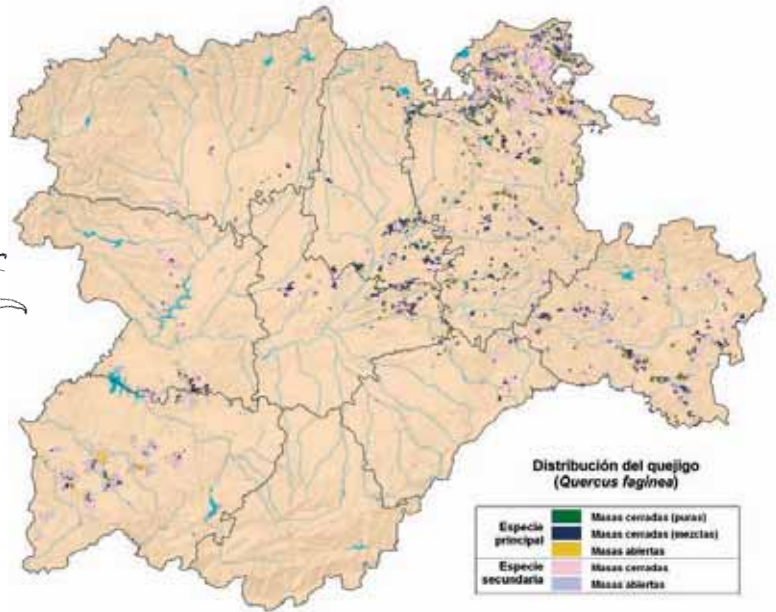 Distribución del quejigo
(Quercus faginea)
Especie principal
Masas cerradas (puras)
Masas cerradas (mezclas)
Masas abiertas
Especie secundaria
Masas cerradas
Masas abiertas